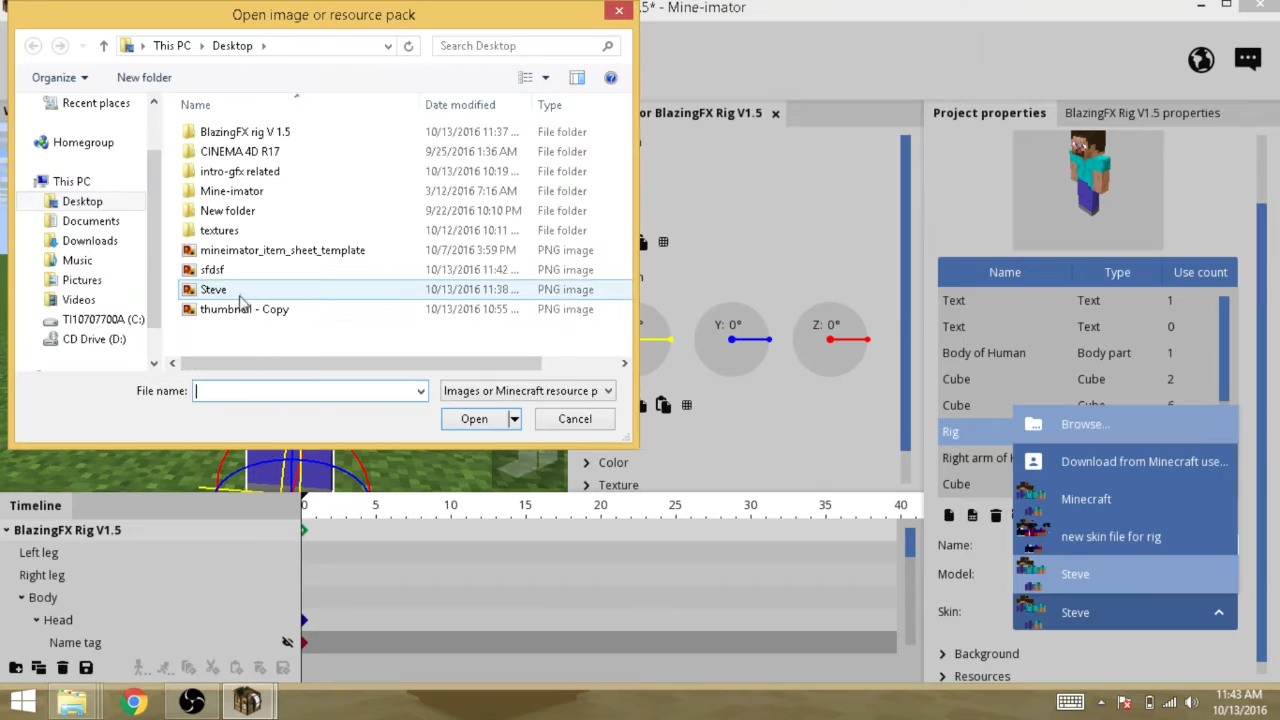 Open image or resource pack
1.5* - Mine-imator
This PC
Desktop
Search Desktop
Organize
New folder
Name
Date modified
Type
Recent places
Homegroup
This PC
Desktop
Documents
Downloads
Music
Pictures
Videos
TI10707700A (C:)
CD Drive (D:)
BlazingFX rig V 1.5
10/13/2016 11:37 ...
File folder
CINEMA 4D R17
9/25/2016 1:36 AM
File folder
intro-gfx related
10/13/2016 10:19 ...
File folder
Mine-imator
3/12/2016 7:16 AM
File folder
New folder
9/22/2016 10:10 PM
File folder
textures
10/12/2016 10:11 ...
File folder
mineimator_item_sheet_template
10/7/2016 3:59 PM
PNG image
sfdsf
10/13/2016 11:42 ...
PNG image
Steve
10/13/2016 11:38 ...
PNG image
thumbnail - Copy
10/13/2016 10:55 ...
PNG image
File name:
Images or Minecraft resource p
Open
Cancel
or BlazingFX Rig V1.5
Y: 0°
Z: 0°
Color
Texture
Project properties
BlazingFX Rig V1.5 properties
Name
Type
Use count
Text
Text
1
Text
Text
0
Body of Human
Body part
1
Cube
Cube
2
Cube
Cube
Rig
Right arm of
Cube
Browse...
Download from Minecraft use...
Minecraft
new skin file for rig
Steve
Name:
Model:
Skin:
Steve
Background
Resources
Timeline
0
5
10
15
20
25
30
35
40
BlazingFX Rig V1.5
Left leg
Right leg
Body
Head
Name tag
11:43 AM
10/13/2016